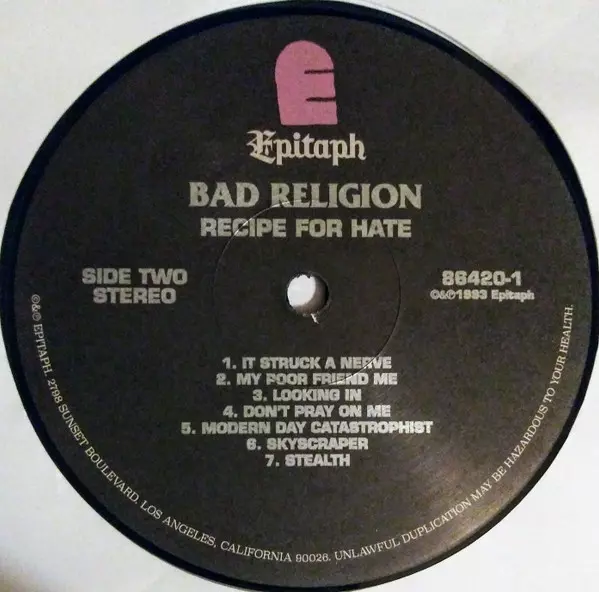 Epitaph
BAD RELIGION
RECIPE FOR HATE
SIDE TWO
STEREO
86420-1
©&℗1993 Epitaph
1. IT STRUCK A NERVE
2. MY POOR FRIEND ME
3. LOOKING IN
4. DON'T PRAY ON ME
5. MODERN DAY CATASTROPHIST
6. SKYSCRAPER
7. STEALTH
©&℗ EPITAPH. 2798 SUNSET BOULEVARD. LOS ANGELES, CALIFORNIA 90026. UNLAWFUL DUPLICATION MAY BE HAZARDOUS TO YOUR HEALTH.